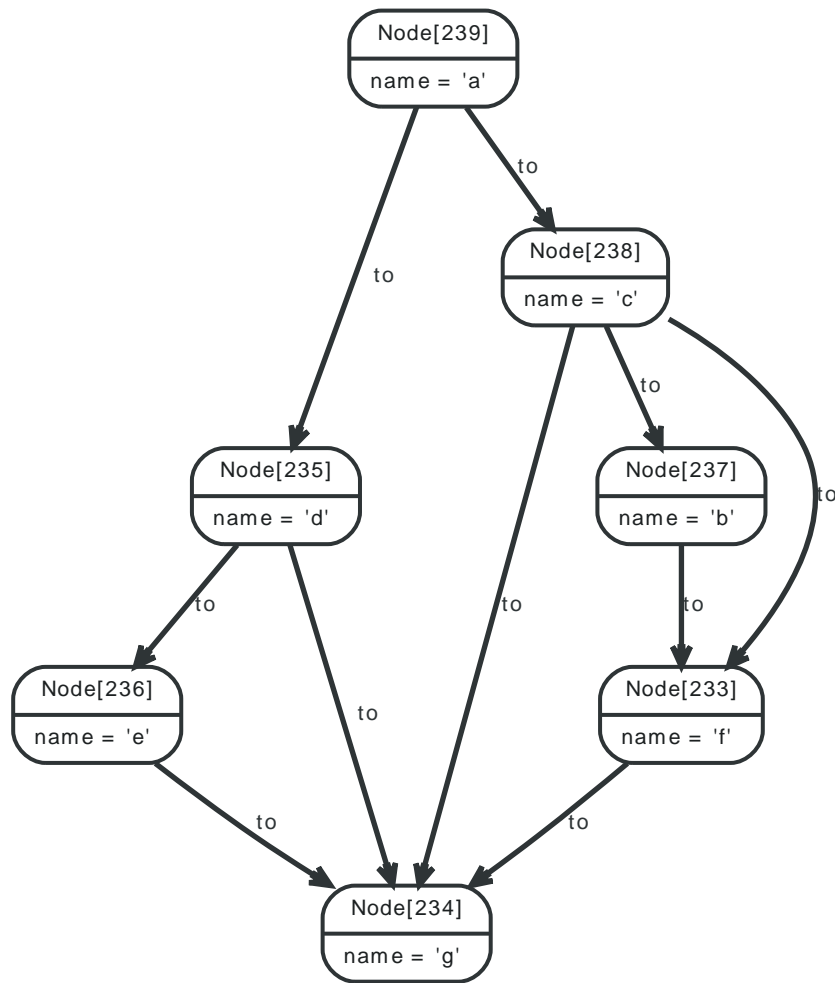 Node[239]
name = 'a'
to
Node[238]
to
name = 'c'
to
Node[235]
Node[237]
to
name = 'd'
name = 'b'
to
to
to
Node[236]
Node[233]
to
name = 'e'
name = 'f'
to
to
Node[234]
name = 'g'